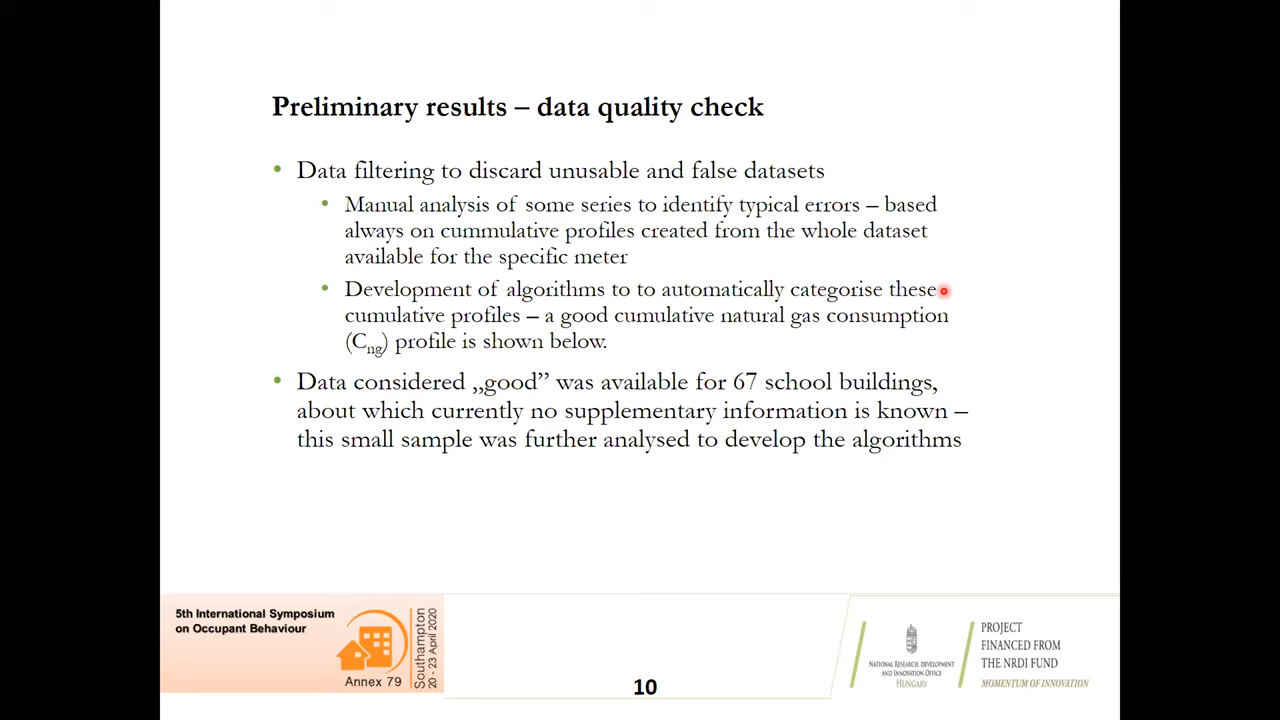 Preliminary results – data quality check
• Data filtering to discard unusable and false datasets
• Manual analysis of some series to identify typical errors – based
always on cummulative profiles created from the whole dataset
available for the specific meter
• Development of algorithms to to automatically categorise these
cumulative profiles – a good cumulative natural gas consumption
(Cng) profile is shown below.
• Data considered „good” was available for 67 school buildings,
about which currently no supplementary information is known –
this small sample was further analysed to develop the algorithms
5th International Symposium
on Occupant Behaviour
Annex 79
Southampton
20 - 23 April 2020
10
NATIONAL RESEARCH, DEVELOPMENT
AND INNOVATION OFFICE
HUNGARY
PROJECT
FINANCED FROM
THE NRDI FUND
MOMENTUM OF INNOVATION